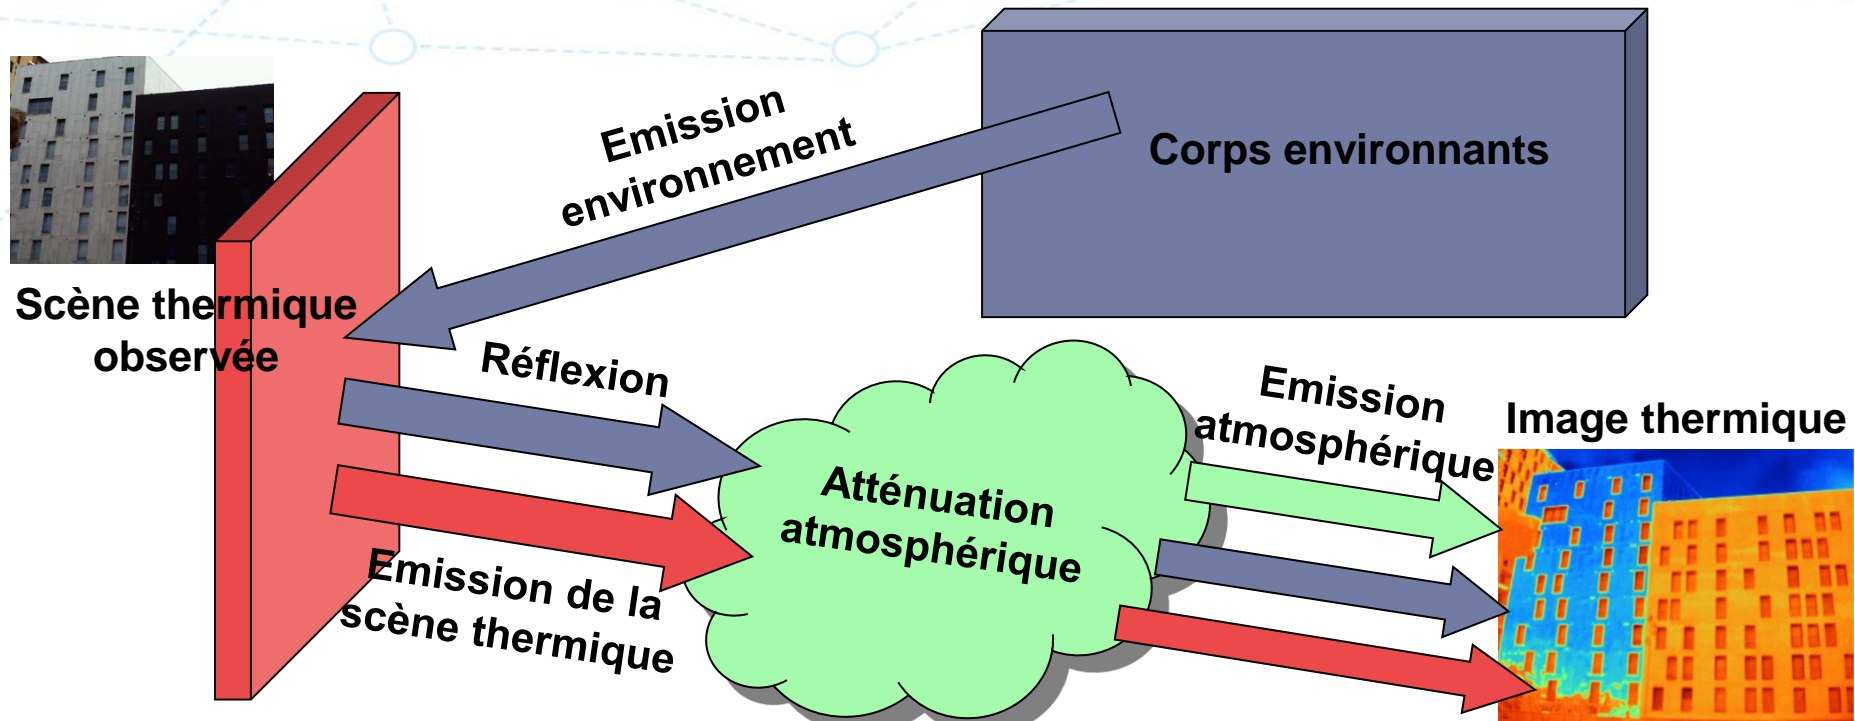 Emission
environnement
Corps environnants
Scène thermique
observée
Réflexion
Emission de la
scène thermique
Atténuation
atmosphérique
Emission
atmosphérique
Image thermique